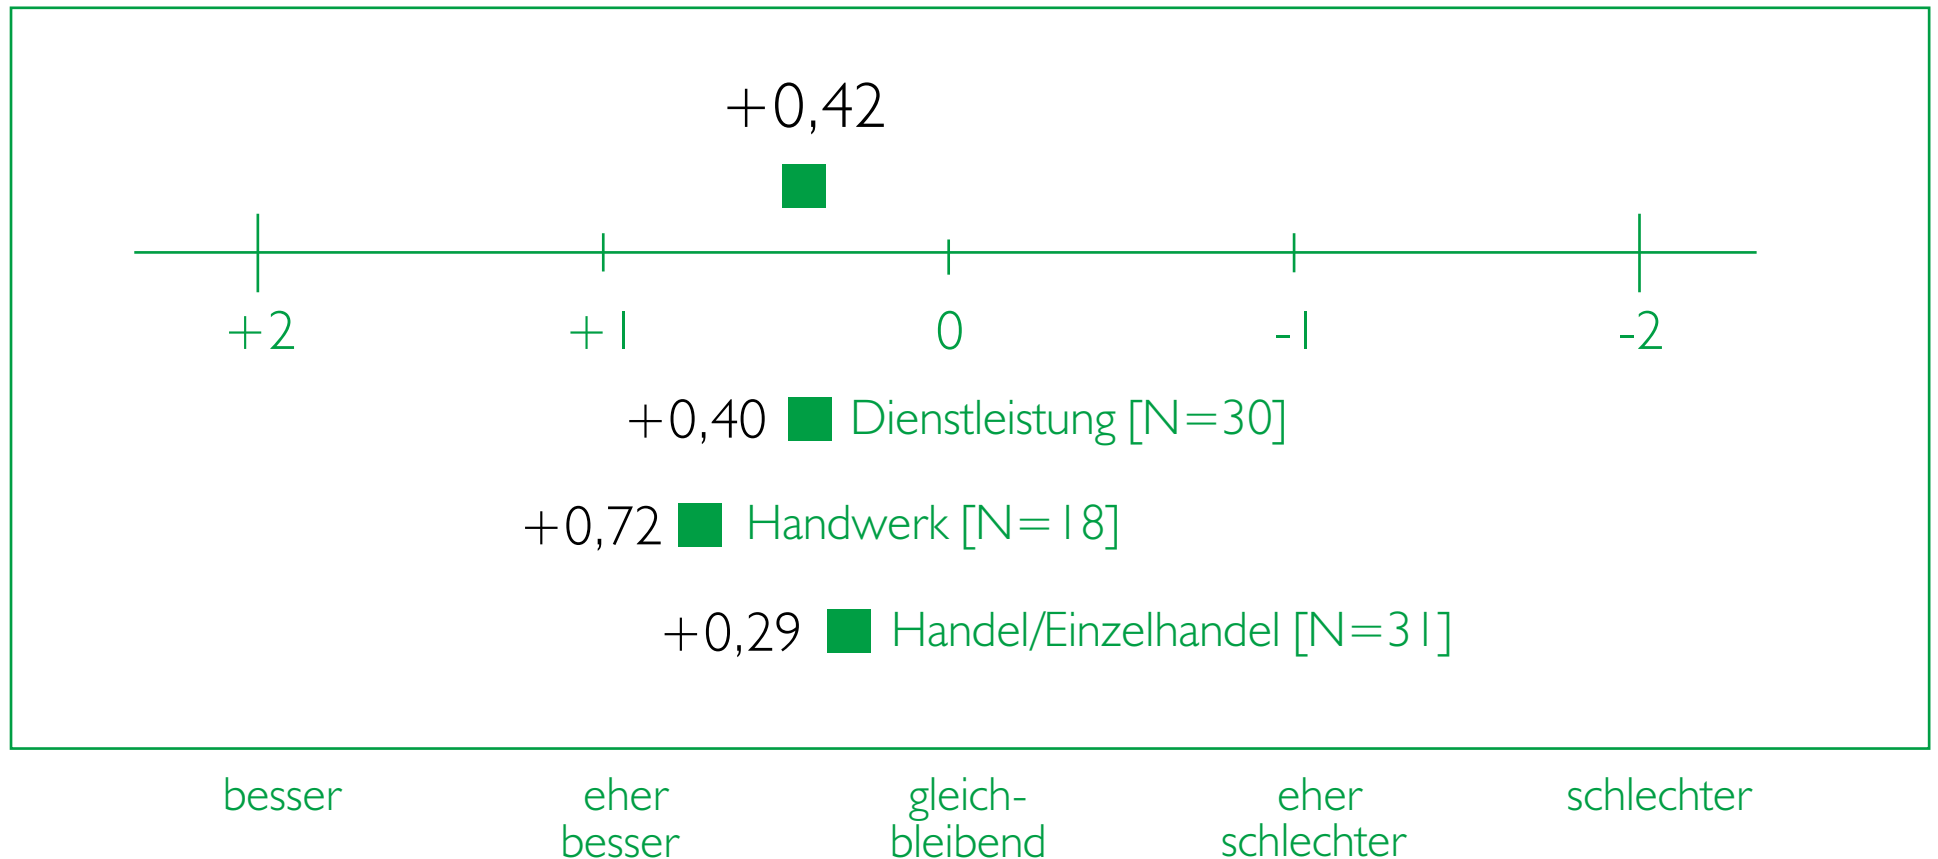 +0,42
+2 +1 0 -1 -2
+0,40 Dienstleistung [N=30]
+0,72 Handwerk [N=18]
+0,29 Handel/Einzelhandel [N=31]
besser eher gleich- eher schlechter
besser bleibend schlechter